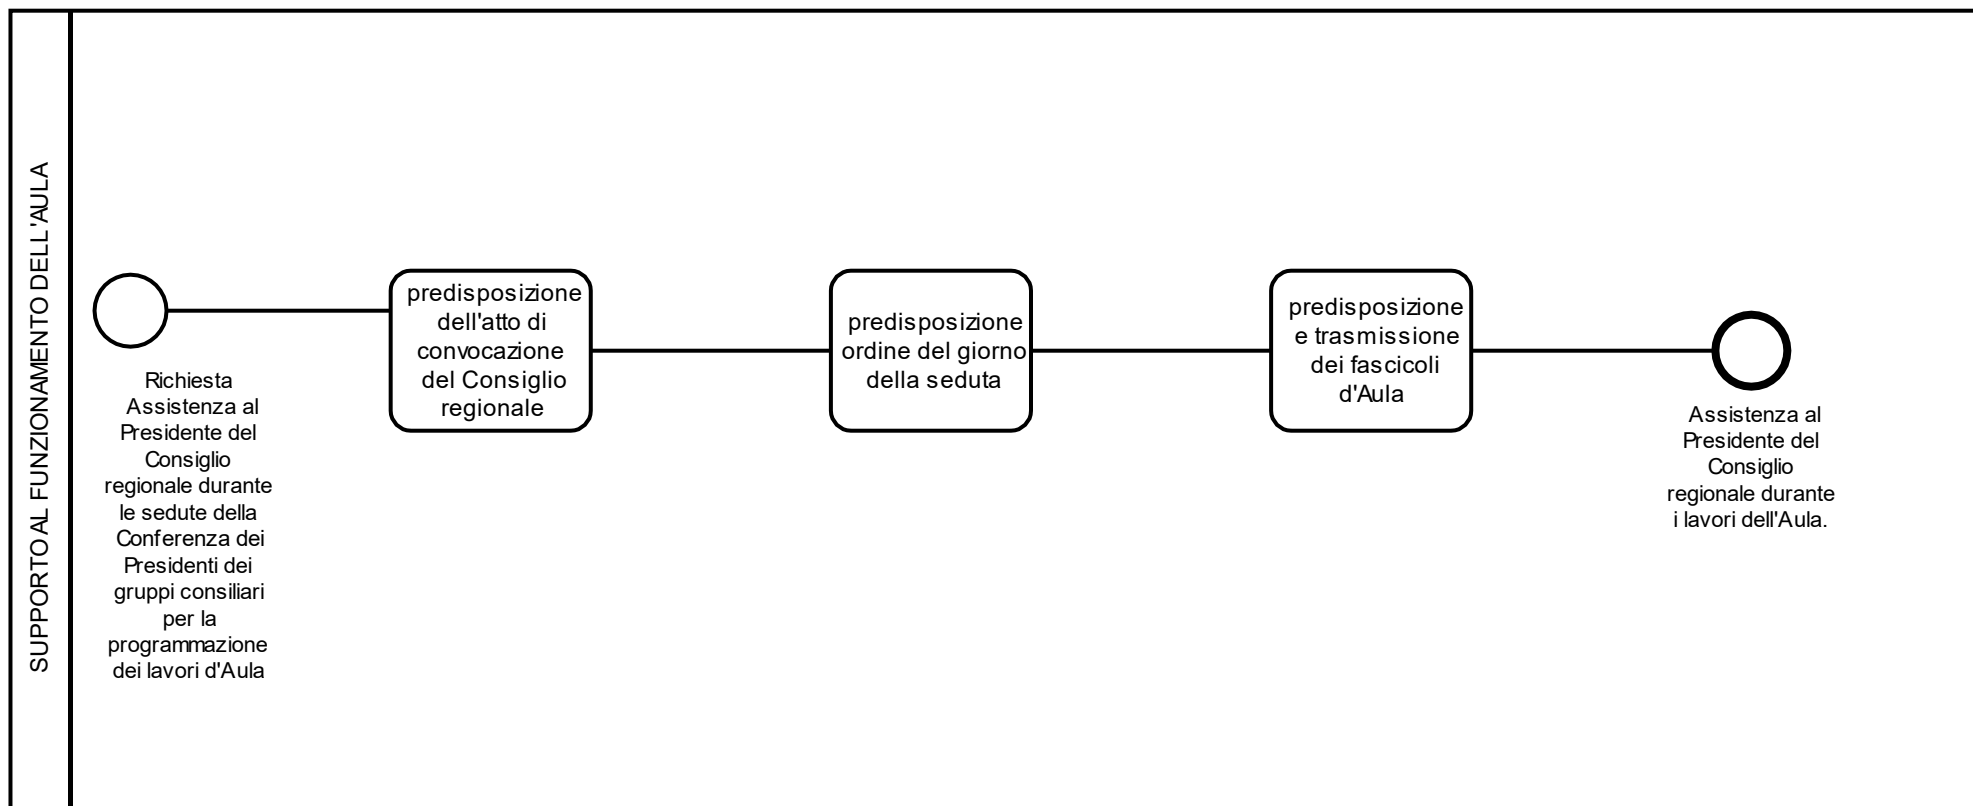 SUPPORTO AL FUNZIONAMENTO DELL'AULA
Richiesta
Assistenza al
Presidente del
Consiglio
regionale durante
le sedute della
Conferenza dei
Presidenti dei
gruppi consiliari
per la
programmazione
dei lavori d'Aula
predisposizione
dell'atto di
convocazione
del Consiglio
regionale
predisposizione
ordine del giorno
della seduta
predisposizione
e trasmissione
dei fascicoli
d'Aula
Assistenza al
Presidente del
Consiglio
regionale durante
i lavori dell'Aula.